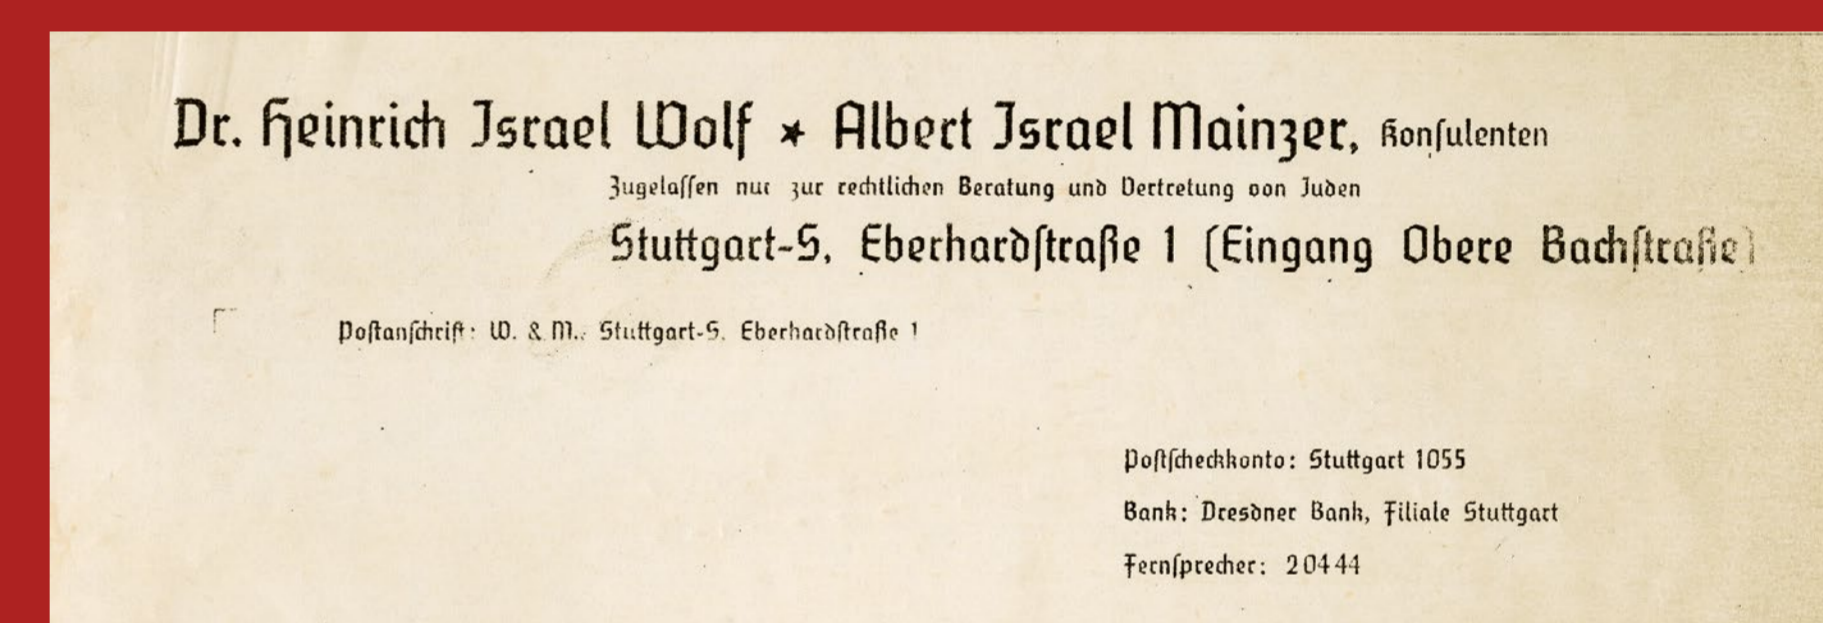 Dr. Heinrich Israel Wolf ★ Albert Israel Mainzer, Konſulenten
Zugelaſſen nur zur rechtlichen Beratung und Vertretung von Juden
Stuttgart-S, Eberhardſtraße 1 (Eingang Obere Bachſtraße)
Poſtanſchrift: W. & M., Stuttgart-S, Eberhardſtraße 1
Poſtſcheckkonto: Stuttgart 1055
Bank: Dresdner Bank, Filiale Stuttgart
Fernſprecher: 20444